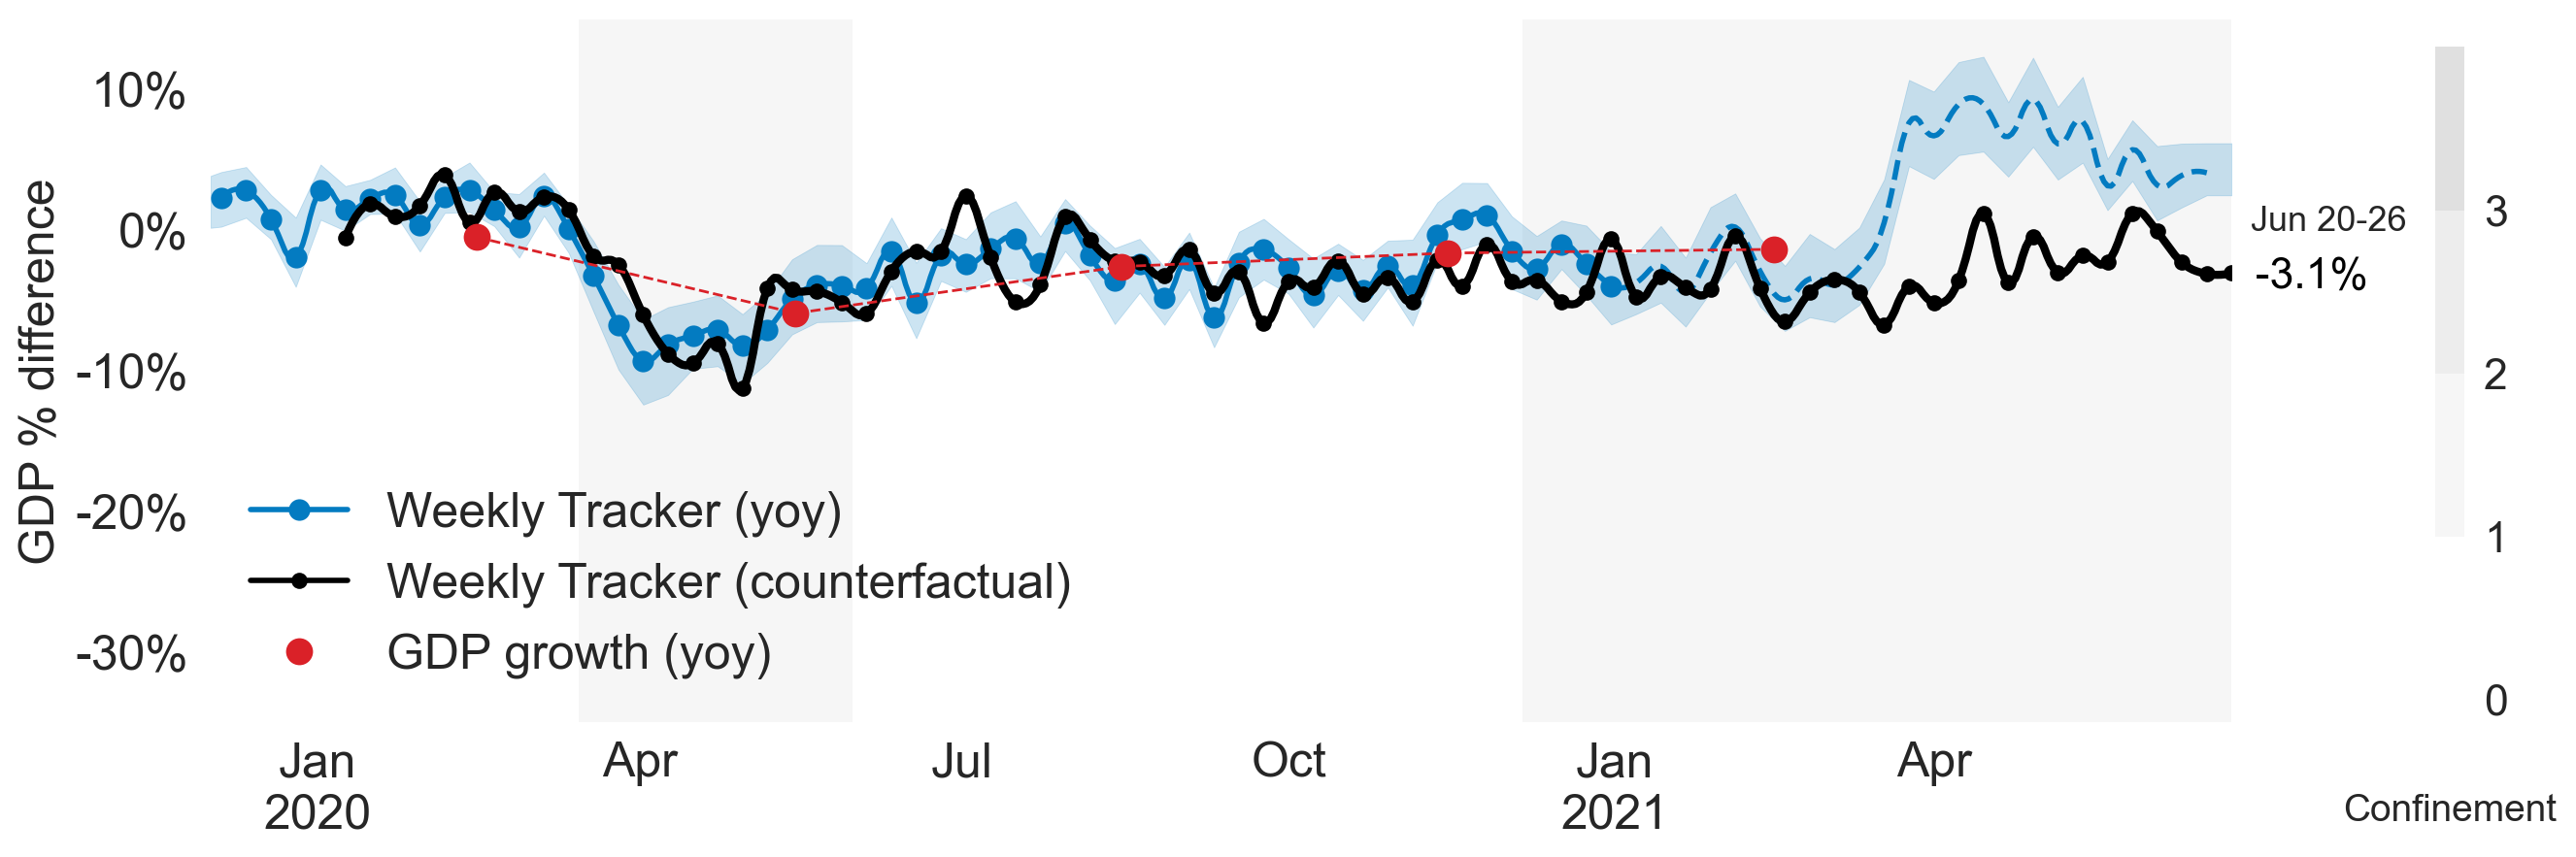 GDP % difference
10%
0%
-10%
-20%
-30%
Weekly Tracker (yoy)
Weekly Tracker (counterfactual)
GDP growth (yoy)
Jan
2020
Apr
Jul
Oct
Jan
2021
Apr
Jun 20-26
-3.1%
3
2
1
0
Confinement